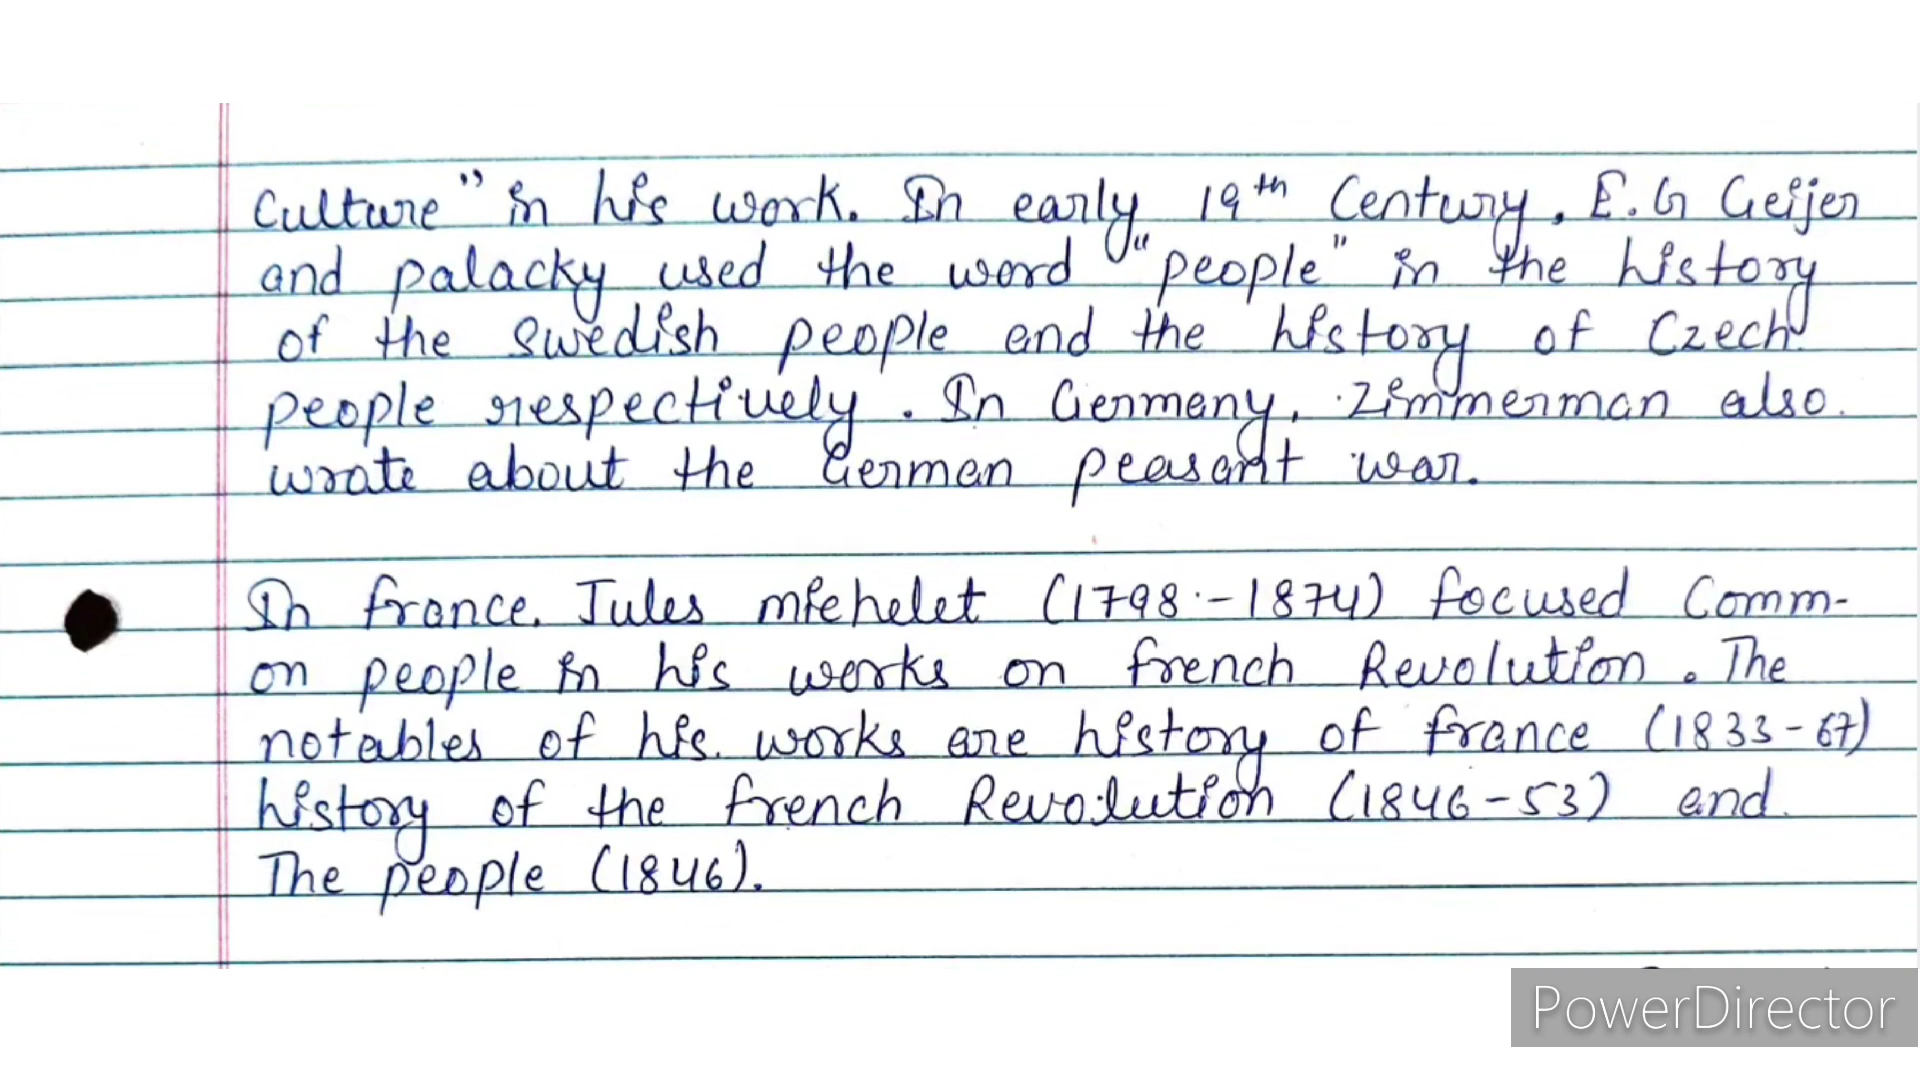 Culture" in his work. In early 19th Century, E.G Geijer
and palacky used the word "people" in the history
of the Swedish people and the history of Czech
people respectively. In Germany, Zimmerman also
wrote about the German peasant war.
In france, Jules michelet (1798-1874) focused Comm-
on people in his works on french Revolution. The
notables of his works are history of france (1833-67)
history of the french Revolution (1846-53) and
The people (1846).
PowerDirector